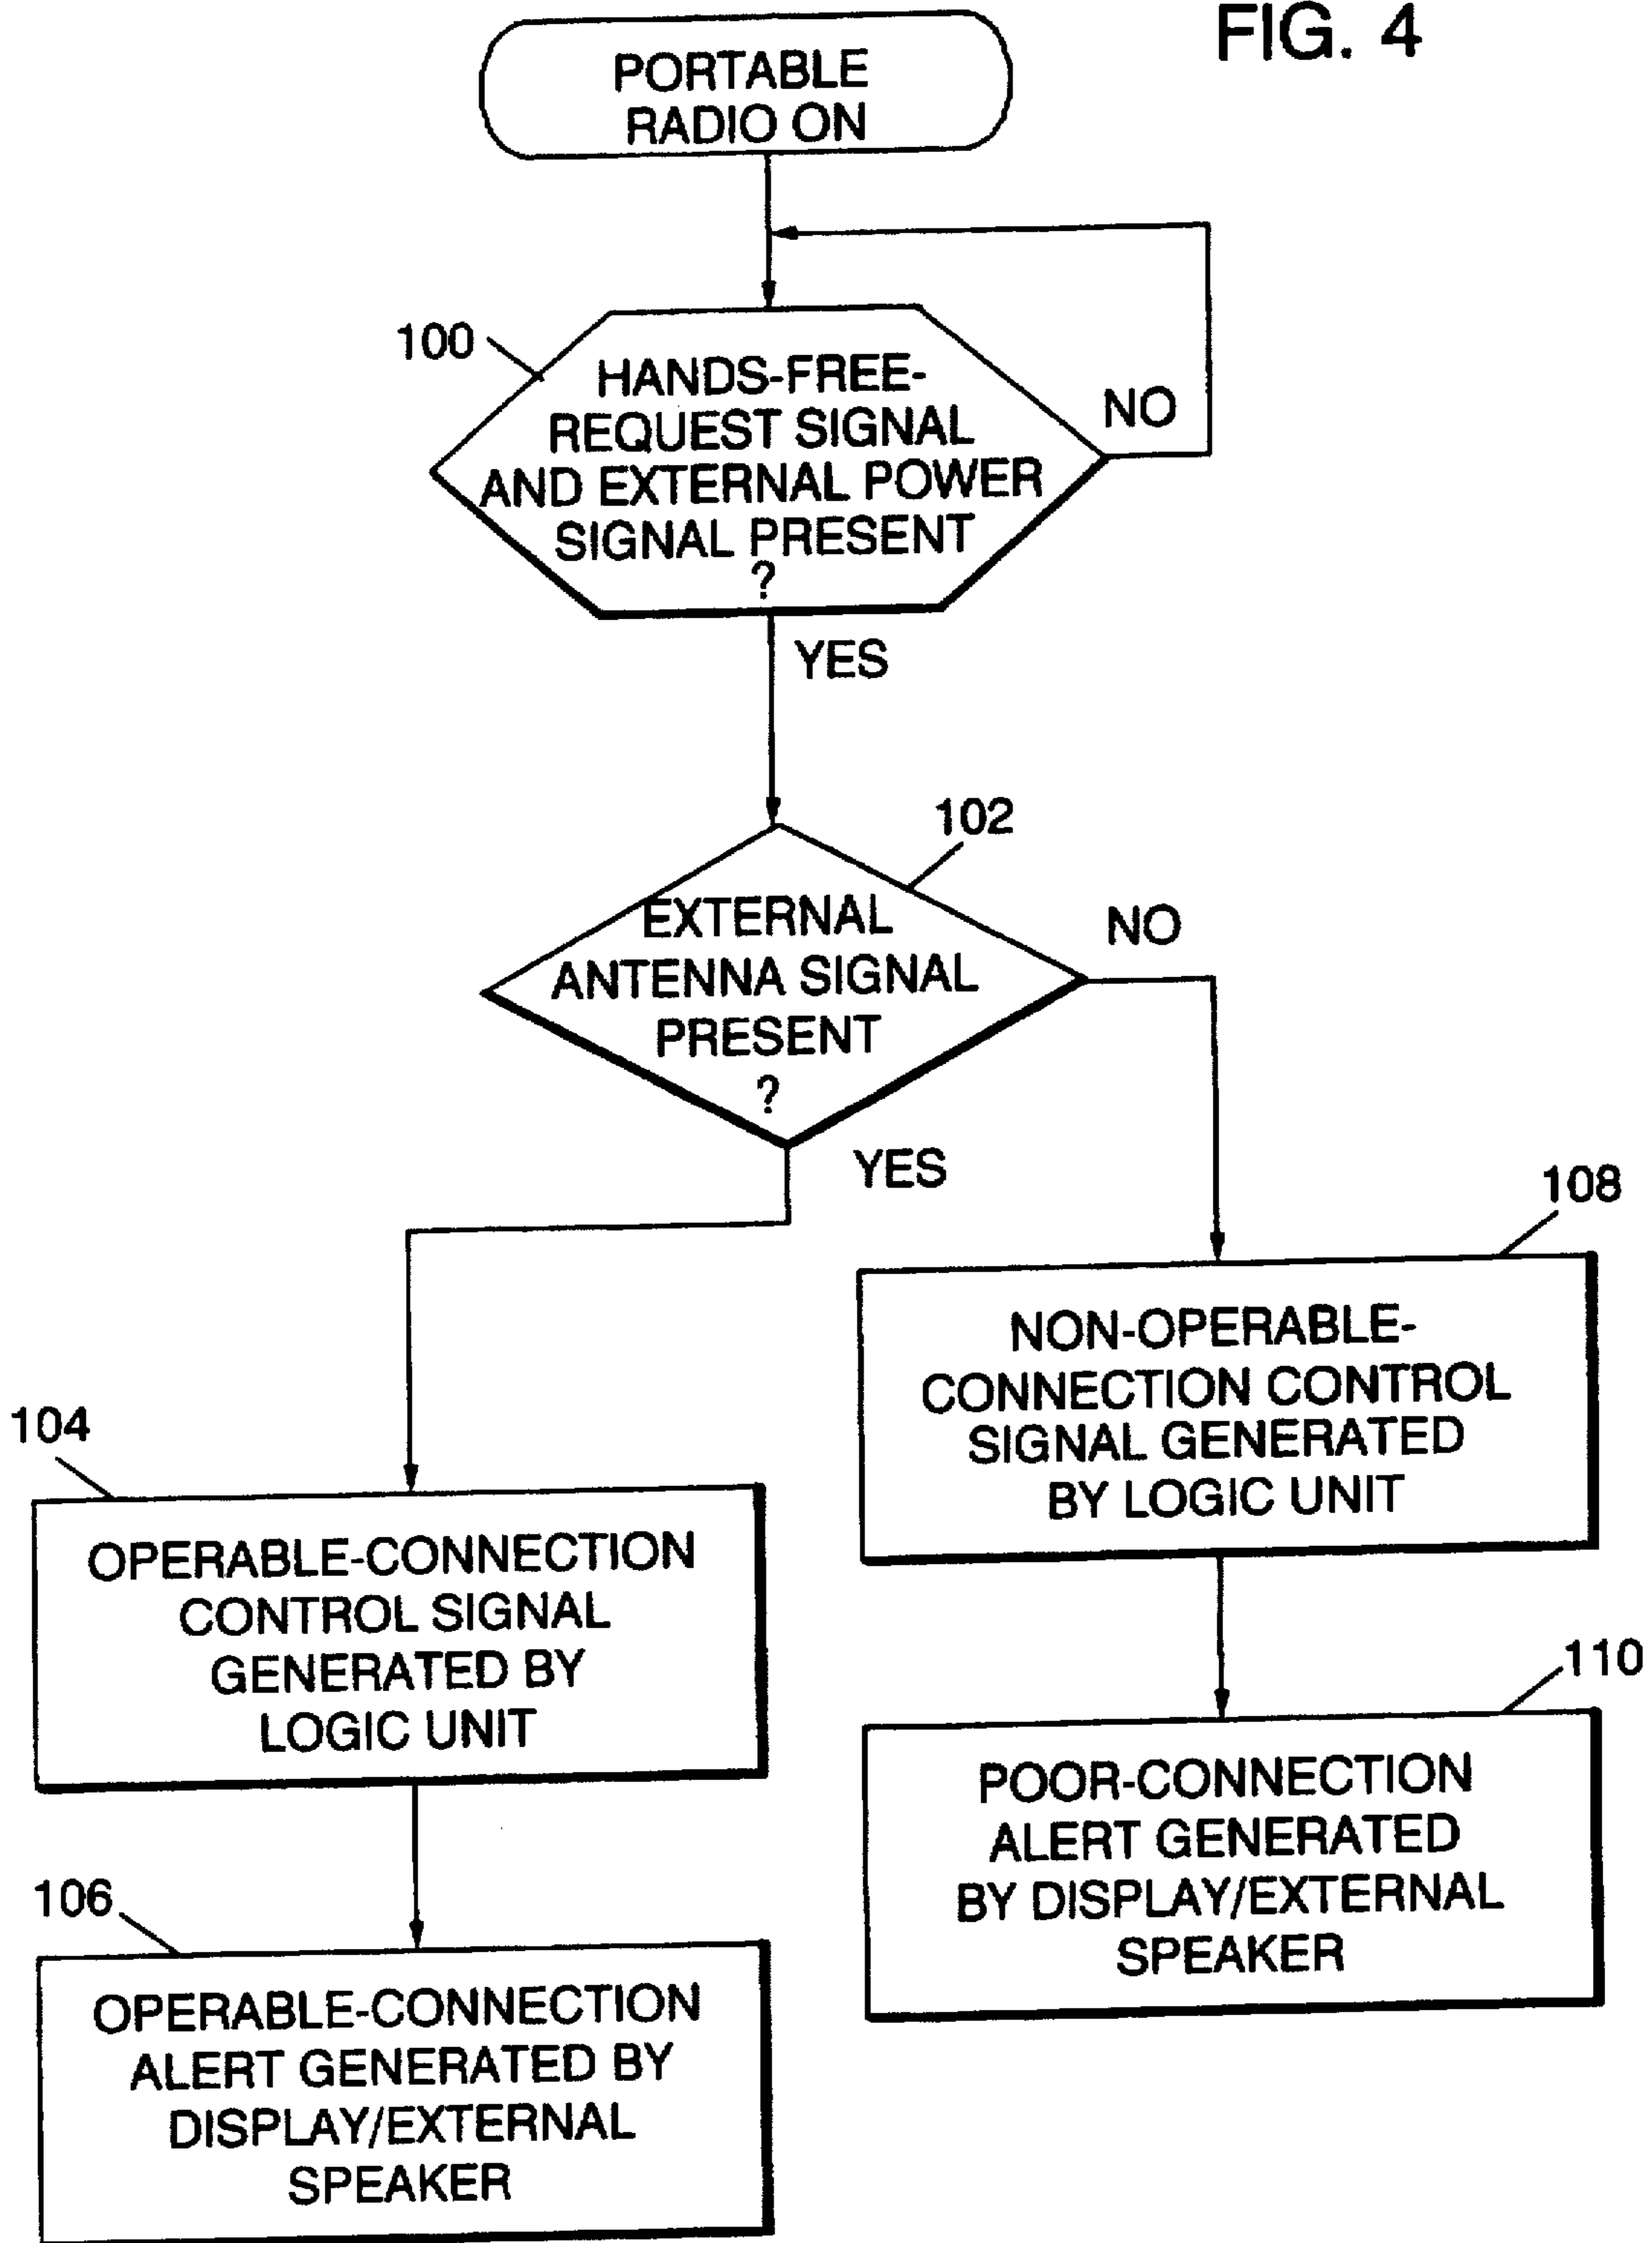 FIG. 4
PORTABLE
RADIO ON
100
HANDS-FREE-
REQUEST SIGNAL
AND EXTERNAL POWER
SIGNAL PRESENT
?
NO
YES
102
EXTERNAL
ANTENNA SIGNAL
PRESENT
?
NO
YES
108
NON-OPERABLE-
CONNECTION CONTROL
SIGNAL GENERATED
BY LOGIC UNIT
104
OPERABLE-CONNECTION
CONTROL SIGNAL
GENERATED BY
LOGIC UNIT
110
POOR-CONNECTION
ALERT GENERATED
BY DISPLAY/EXTERNAL
SPEAKER
106
OPERABLE-CONNECTION
ALERT GENERATED BY
DISPLAY/EXTERNAL
SPEAKER